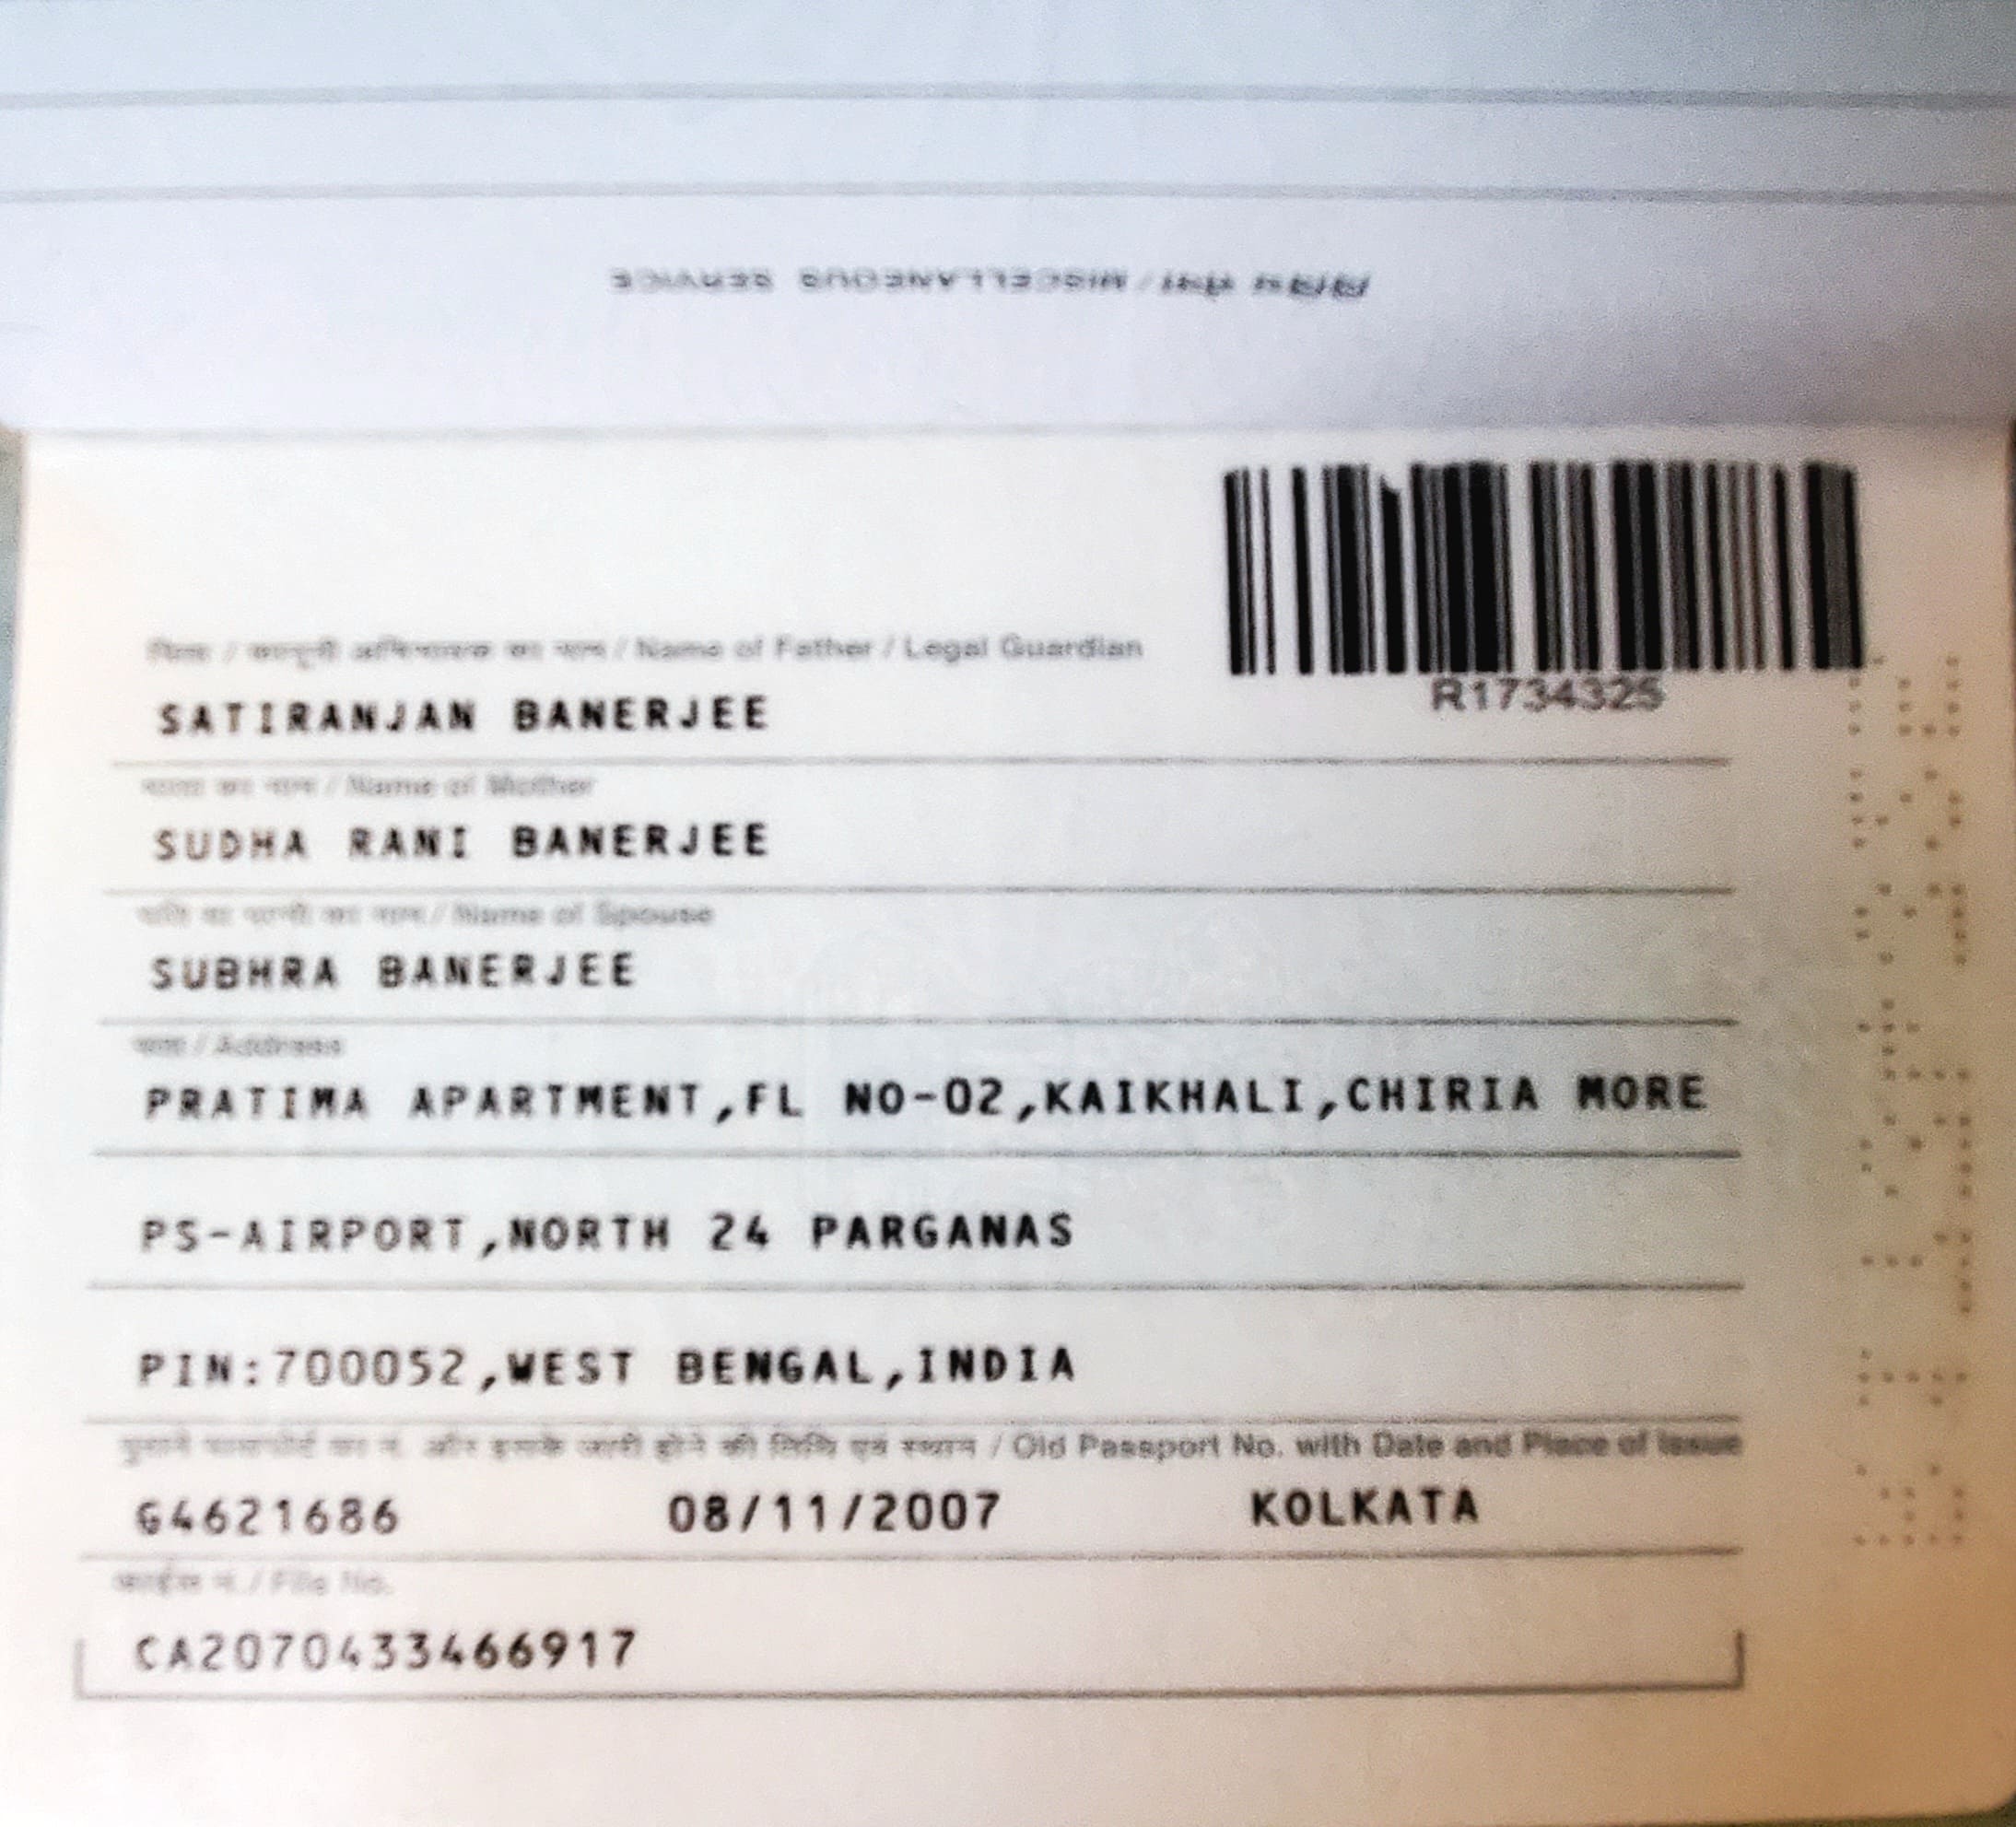 विविध सेवा / MISCELLANEOUS SERVICE
R1734325
पिता / कानूनी अभिभावक का नाम / Name of Father / Legal Guardian
SATIRANJAN BANERJEE
माता का नाम / Name of Mother
SUDHA RANI BANERJEE
पति या पत्नी का नाम / Name of Spouse
SUBHRA BANERJEE
पता / Address
PRATIMA APARTMENT,FL NO-02,KAIKHALI,CHIRIA MORE
PS-AIRPORT,NORTH 24 PARGANAS
PIN:700052,WEST BENGAL,INDIA
पुराने पासपोर्ट का नं. और इसके जारी होने की तिथि एवं स्थान / Old Passport No. with Date and Place of Issue
G4621686 08/11/2007 KOLKATA
फाईल नं. / File No.
CA2070433466917
R1734325